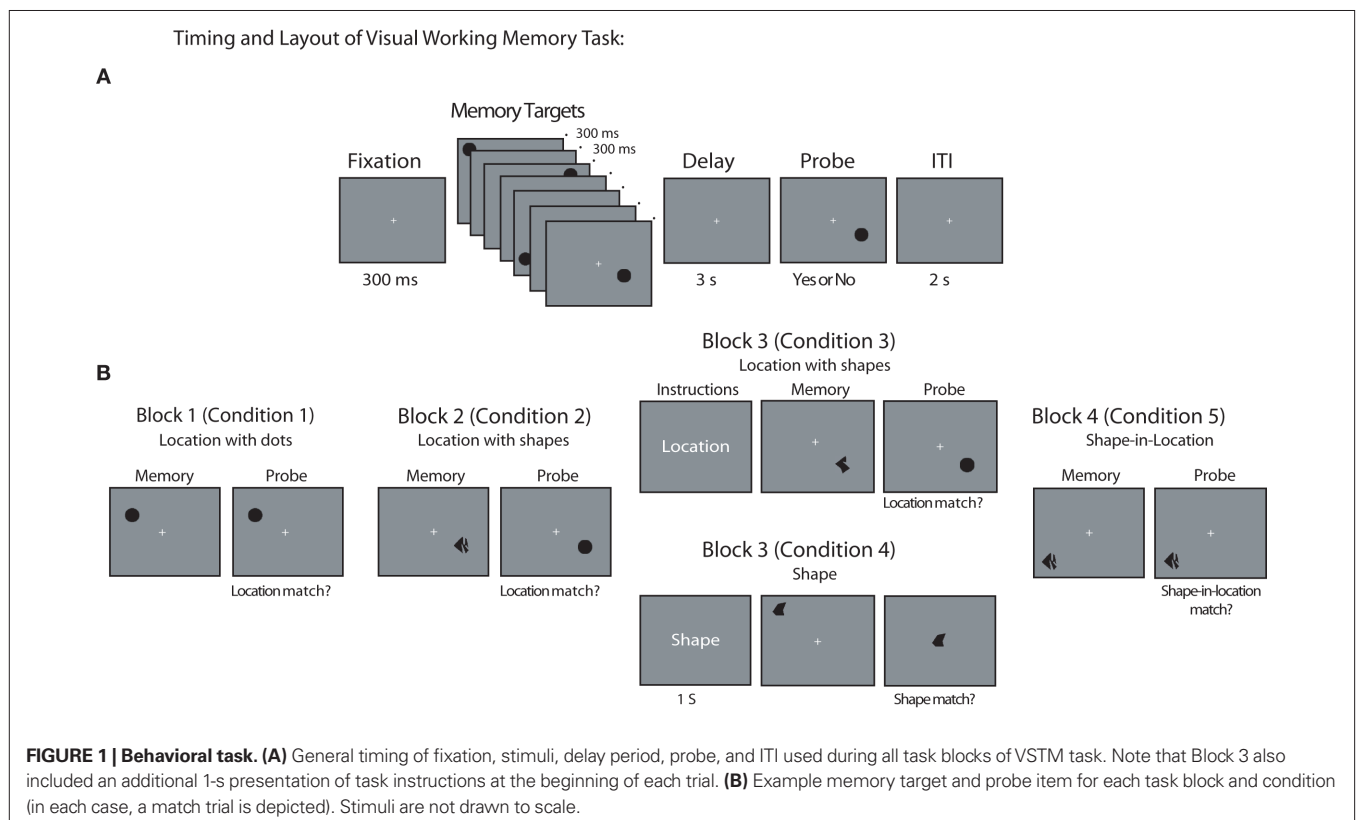 Timing and Layout of Visual Working Memory Task:
A
Memory Targets
300 ms
300 ms
Fixation
Delay
Probe
ITI
300 ms
3 s
Yes or No
2 s
B
Block 1 (Condition 1)
Location with dots
Memory
Probe
Location match?
Block 2 (Condition 2)
Location with shapes
Memory
Probe
Location match?
Block 3 (Condition 3)
Location with shapes
Instructions
Memory
Probe
Location
Location match?
Block 3 (Condition 4)
Shape
Shape
1 S
Shape match?
Block 4 (Condition 5)
Shape-in-Location
Memory
Probe
Shape-in-location
match?
FIGURE 1 | Behavioral task. (A) General timing of fixation, stimuli, delay period, probe, and ITI used during all task blocks of VSTM task. Note that Block 3 also
included an additional 1-s presentation of task instructions at the beginning of each trial. (B) Example memory target and probe item for each task block and condition
(in each case, a match trial is depicted). Stimuli are not drawn to scale.